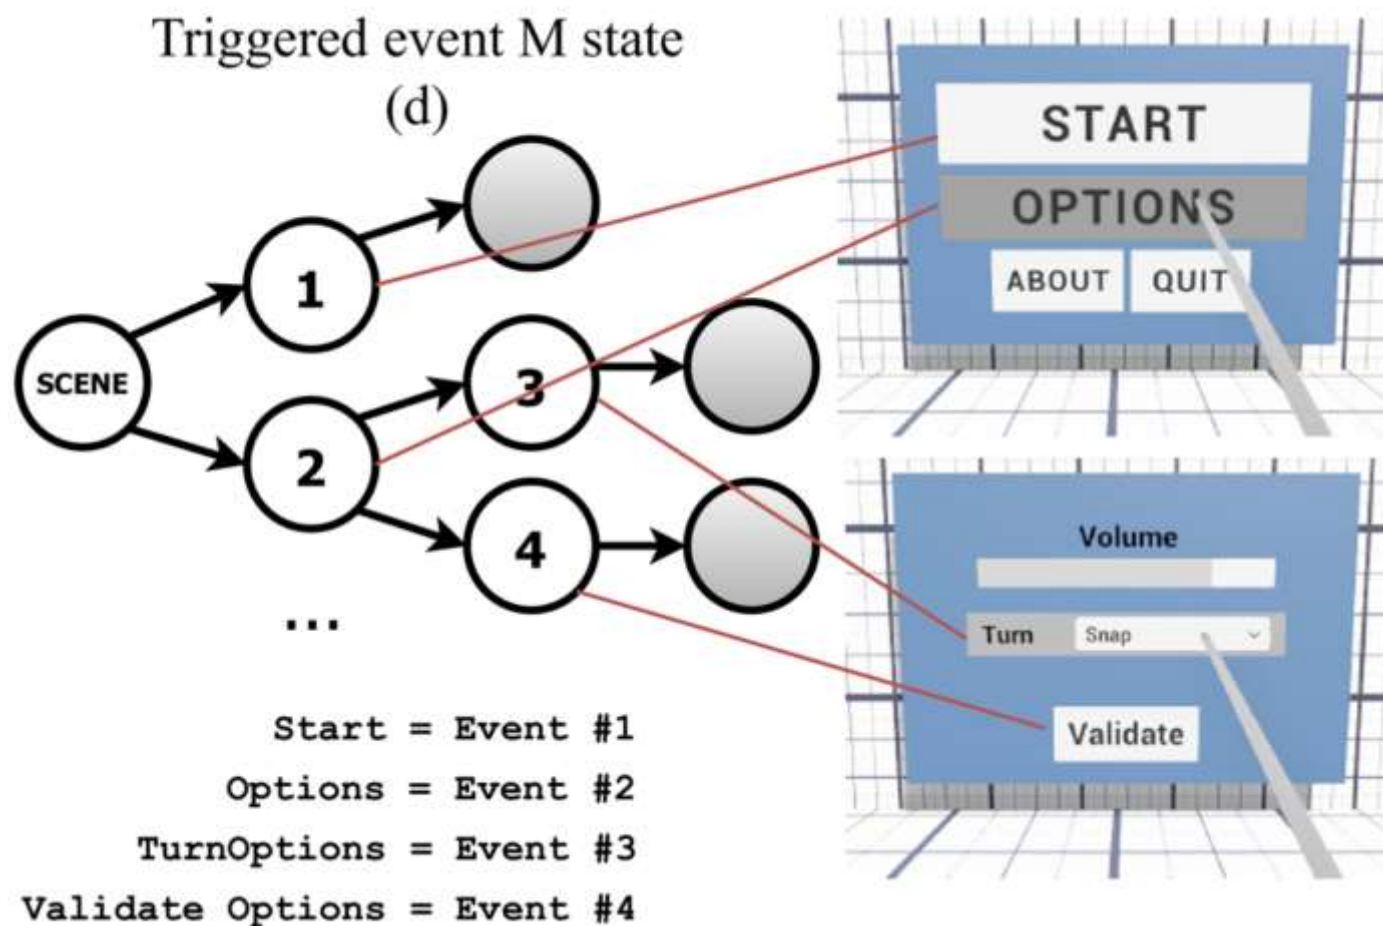 Triggered event M state
(d)
SCENE
1
2
3
4
...
START
OPTIONS
ABOUT
QUIT
Volume
Turn
Snap
Validate
Start = Event #1
Options = Event #2
TurnOptions = Event #3
Validate Options = Event #4